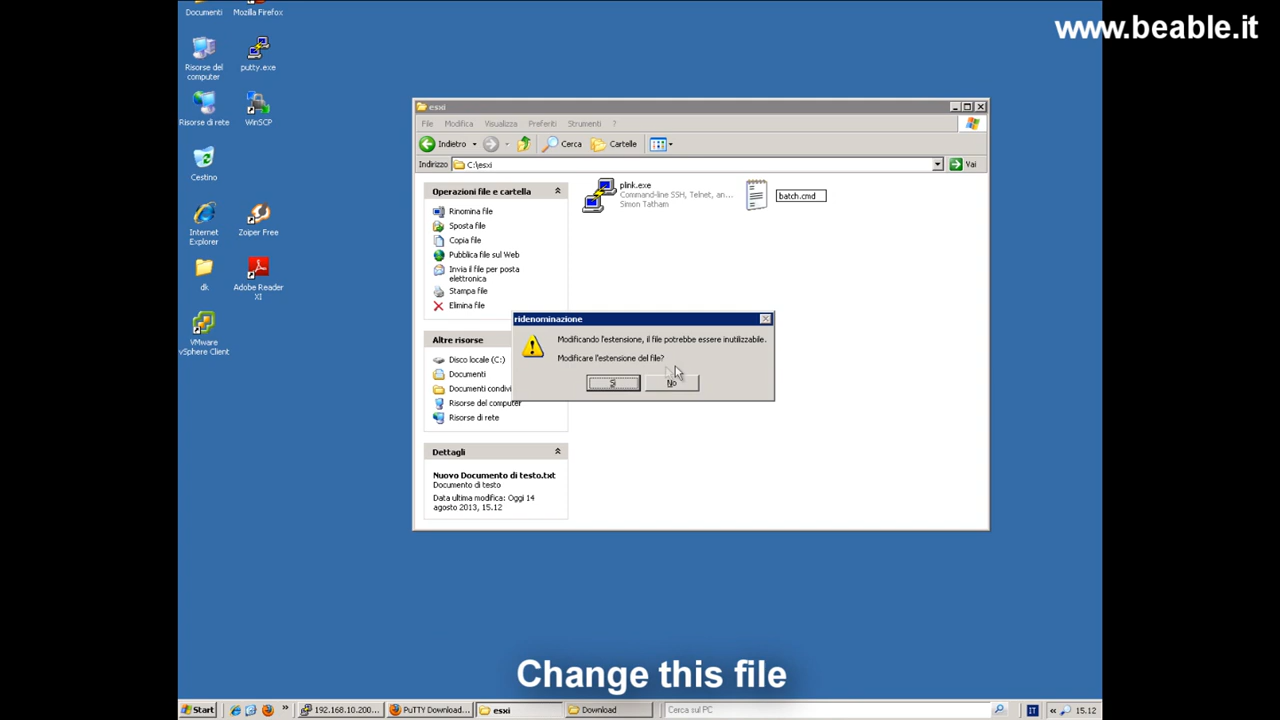 www.beable.it
Documenti
Mozilla Firefox
Risorse del
computer
putty.exe
Risorse di rete
WinSCP
Cestino
Internet
Explorer
Zoiper Free
dk
Adobe Reader
XI
VMware
vSphere Client
esxi
File
Modifica
Visualizza
Preferiti
Strumenti
?
Indietro
Cerca
Cartelle
Indirizzo
C:\esxi
Vai
Operazioni file e cartella
Rinomina file
Sposta file
Copia file
Pubblica file sul Web
Invia il file per posta
elettronica
Stampa file
Elimina file
Altre risorse
Disco locale (C:)
Documenti
Documenti condivi
Risorse del computer
Risorse di rete
Dettagli
Nuovo Documento di testo.txt
Documento di testo
Data ultima modifica: Oggi 14
agosto 2013, 15.12
plink.exe
Command-line SSH, Telnet, an...
Simon Tatham
batch.cmd
ridenominazione
Modificando l'estensione, il file potrebbe essere inutilizzabile.
Modificare l'estensione del file?
Sì
No
Change this file
Start
»
192.168.10.200...
PuTTY Download...
esxi
Download
Cerca sul PC
IT
«
15.12